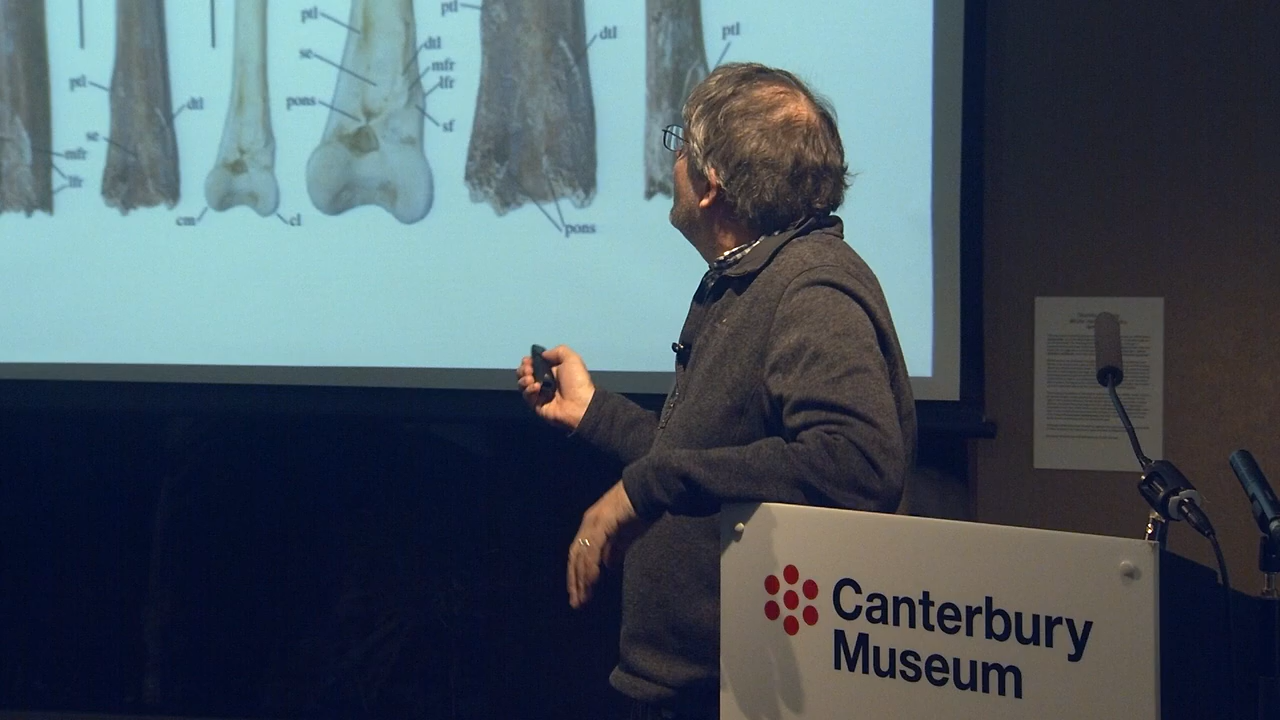 ptl
ptl
ptl
dtl
dtl
se
mfr
lfr
ptl
dtl
pons
se
sf
mfr
lfr
cm
cl
pons
Canterbury
Museum